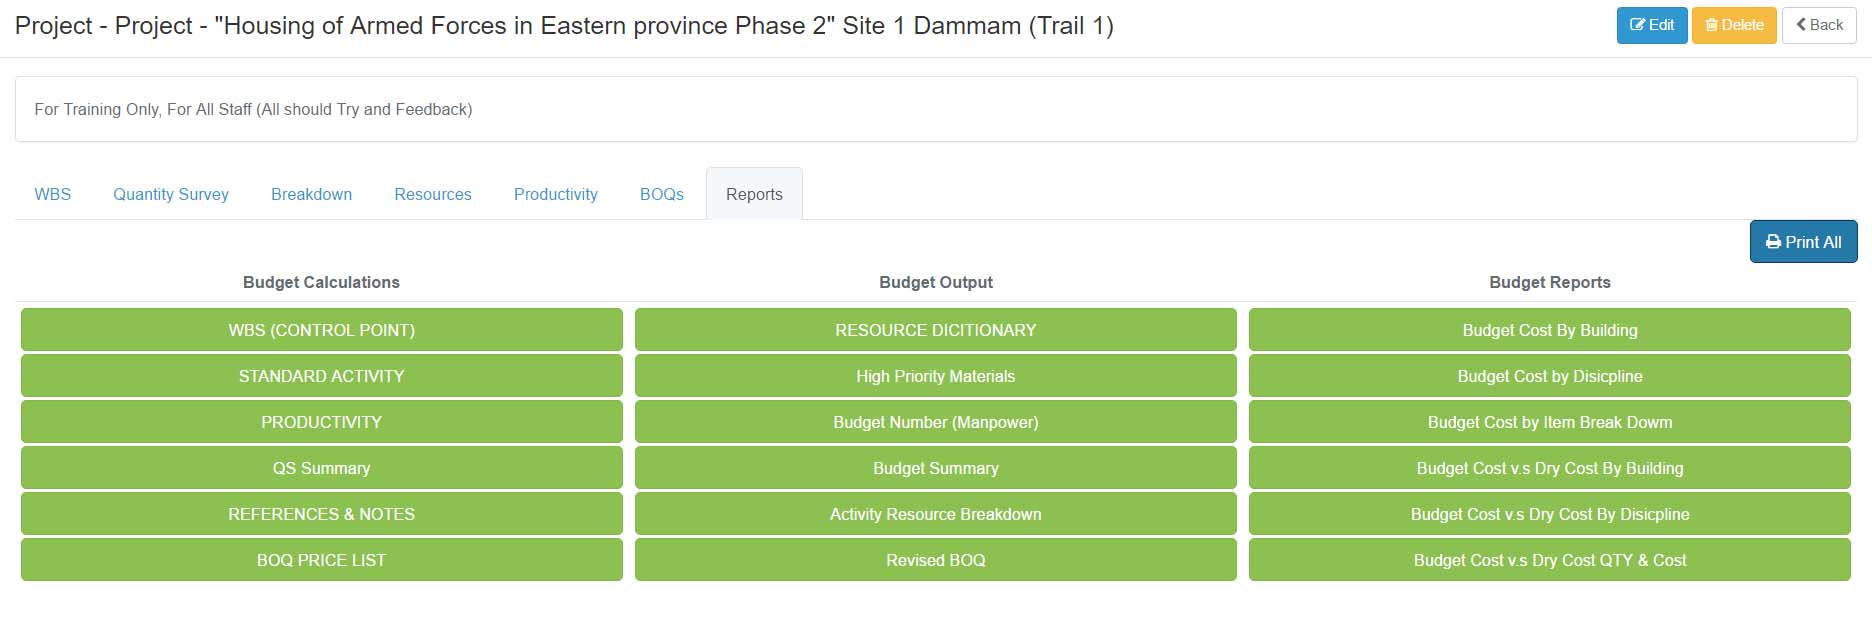 Project - Project - "Housing of Armed Forces in Eastern province Phase 2" Site 1 Dammam (Trail 1)
Edit
Delete
Back
For Training Only, For All Staff (All should Try and Feedback)
WBS
Quantity Survey
Breakdown
Resources
Productivity
BOQs
Reports
Print All
Budget Calculations
WBS (CONTROL POINT)
STANDARD ACTIVITY
PRODUCTIVITY
QS Summary
REFERENCES & NOTES
BOQ PRICE LIST
Budget Output
RESOURCE DICITIONARY
High Priority Materials
Budget Number (Manpower)
Budget Summary
Activity Resource Breakdown
Revised BOQ
Budget Reports
Budget Cost By Building
Budget Cost by Disicpline
Budget Cost by Item Break Dowm
Budget Cost v.s Dry Cost By Building
Budget Cost v.s Dry Cost By Disicpline
Budget Cost v.s Dry Cost QTY & Cost